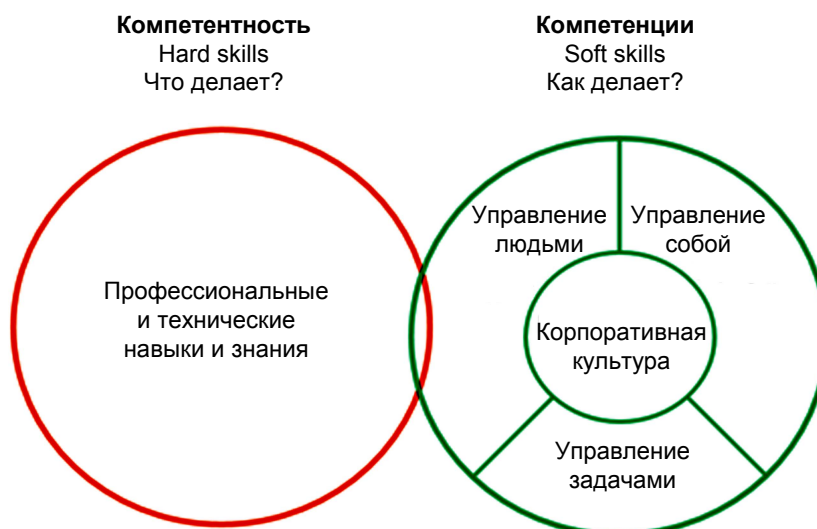 Компетентность
Hard skills
Что делает?
Компетенции
Soft skills
Как делает?
Профессиональные
и технические
навыки и знания
Управление
людьми
Управление
собой
Корпоративная
культура
Управление
задачами